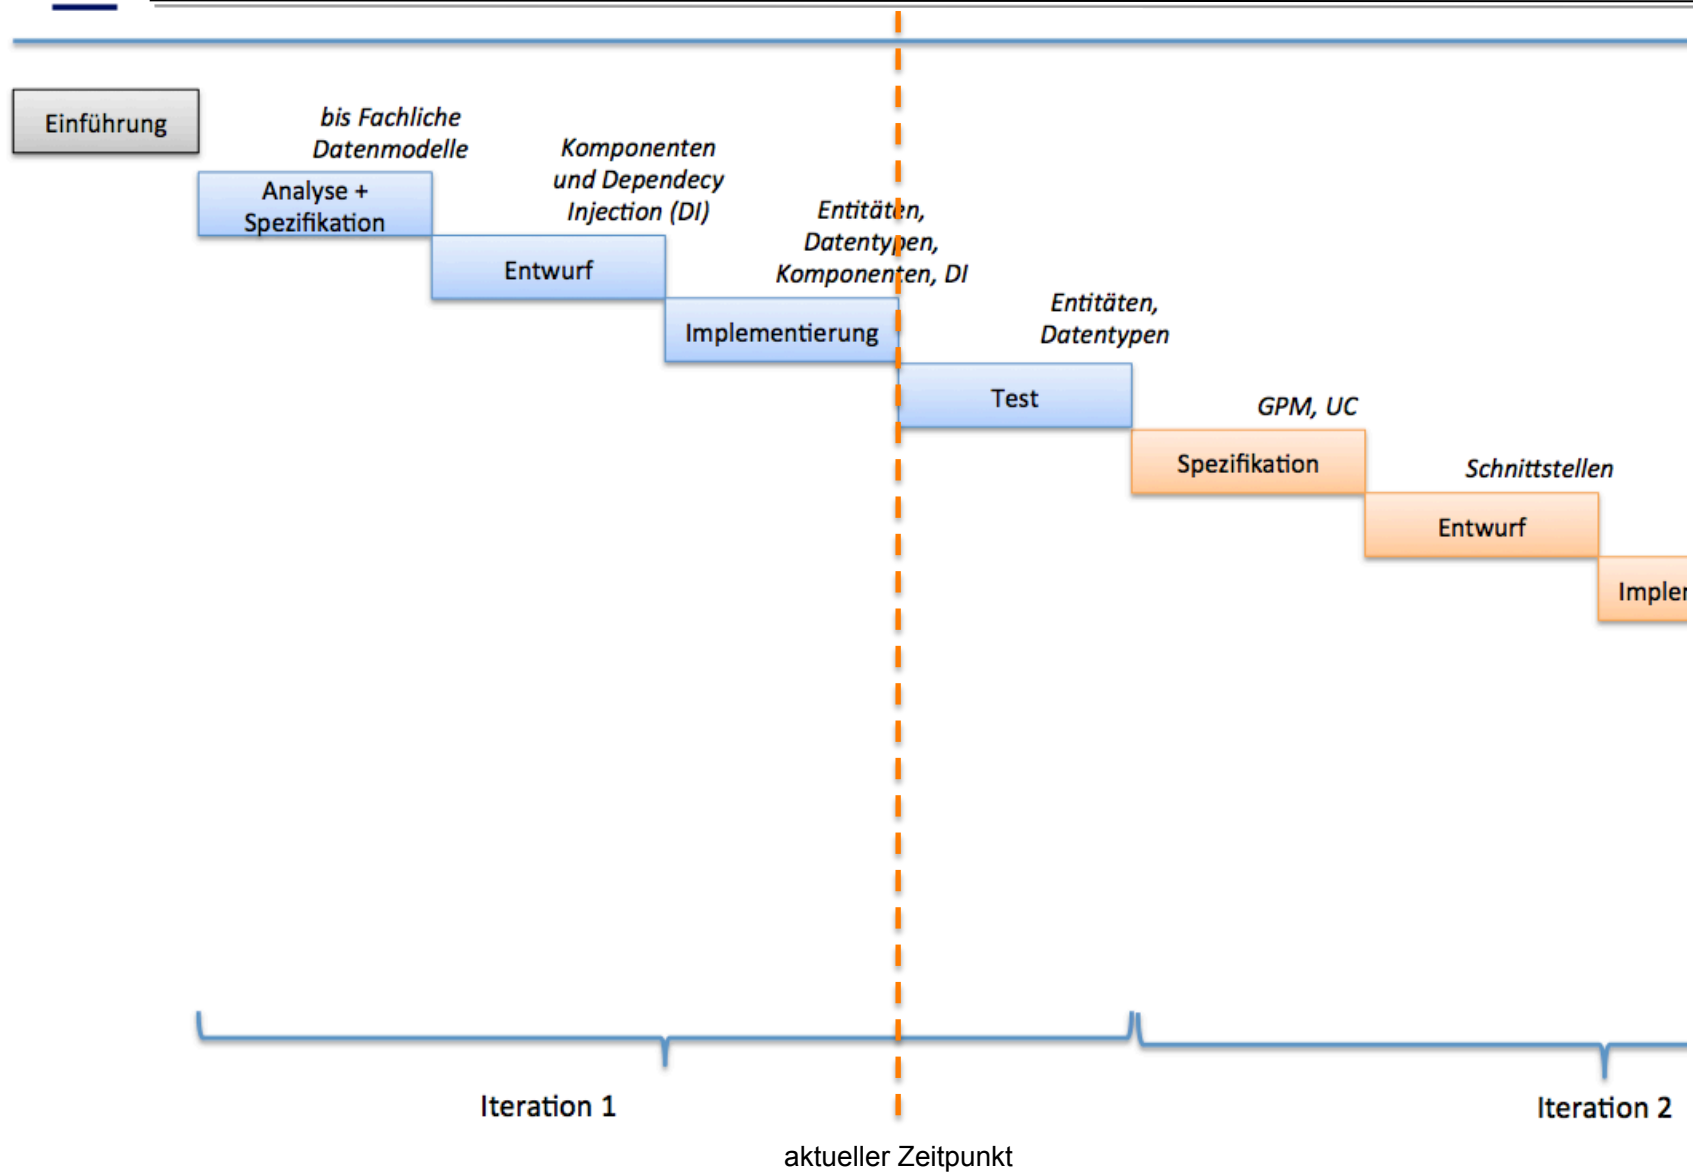 Einführung
bis Fachliche
Datenmodelle
Analyse +
Spezifikation
Komponenten
und Dependecy
Injection (DI)
Entwurf
Entitäten,
Datentypen,
Komponenten, DI
Implementierung
Entitäten,
Datentypen
Test
GPM, UC
Spezifikation
Schnittstellen
Entwurf
Iteration 1
Iteration 2
aktueller Zeitpunkt